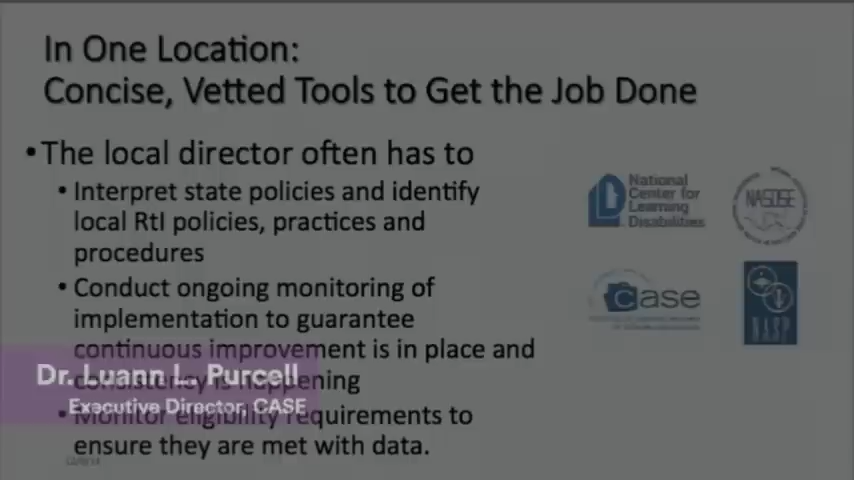 In One Location:
Concise, Vetted Tools to Get the Job Done
• The local director often has to
• Interpret state policies and identify
local RtI policies, practices and
procedures
• Conduct ongoing monitoring of
implementation to guarantee
continuous improvement is in place and
consistency is happening
• Monitor eligibility requirements to
ensure they are met with data.
National
Center for
Learning
Disabilities
NASDSE
case
NASP
Dr. Luann L. Purcell
Executive Director, CASE